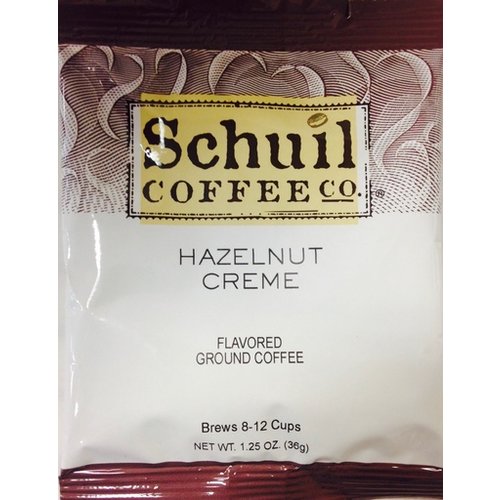 Schuil
COFFEE CO.®
HAZELNUT
CREME
FLAVORED
GROUND COFFEE
Brews 8-12 Cups
NET WT. 1.25 OZ. (36g)